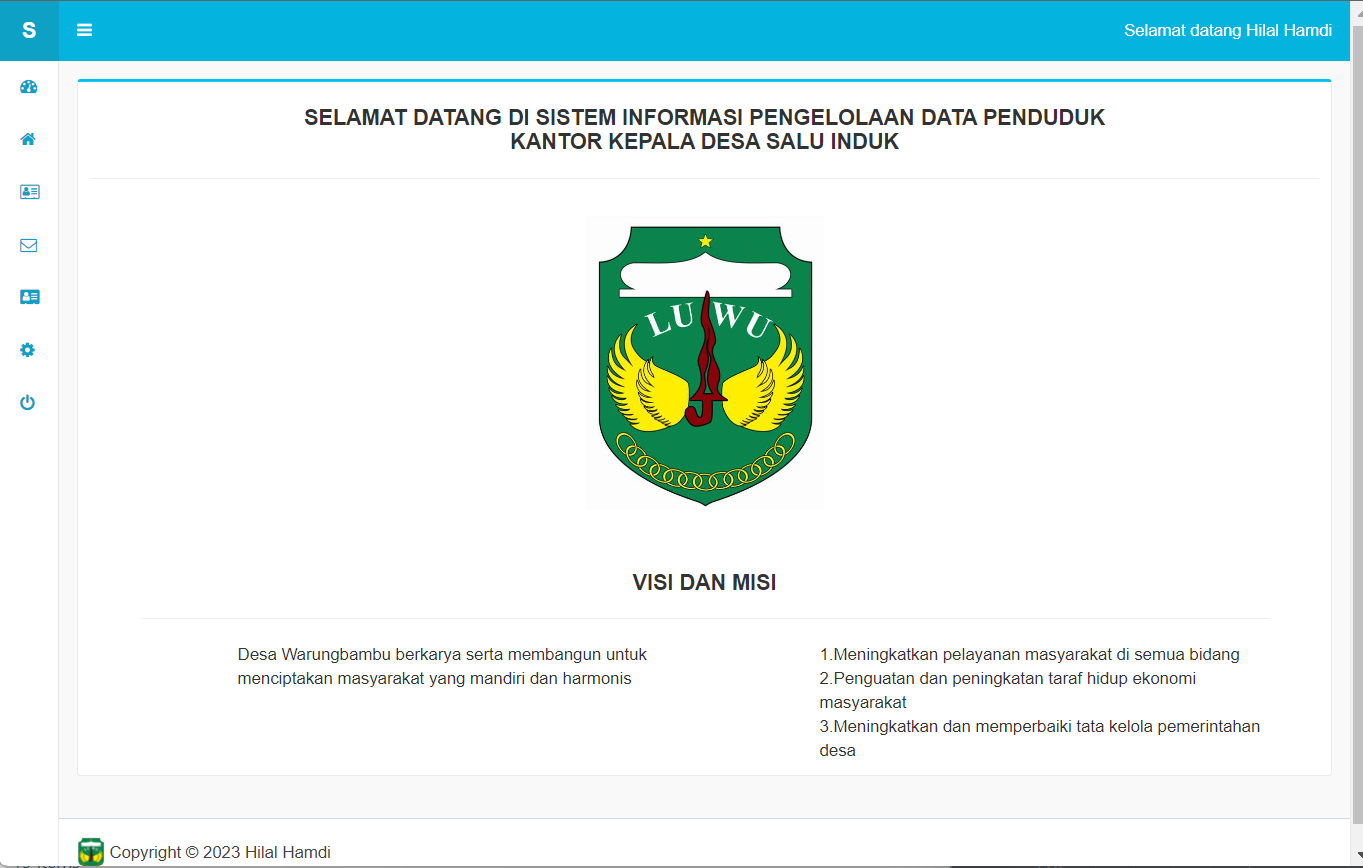 S
Selamat datang Hilal Hamdi
SELAMAT DATANG DI SISTEM INFORMASI PENGELOLAAN DATA PENDUDUK
KANTOR KEPALA DESA SALU INDUK
LUWU
VISI DAN MISI
Desa Warungbambu berkarya serta membangun untuk
menciptakan masyarakat yang mandiri dan harmonis
1.Meningkatkan pelayanan masyarakat di semua bidang
2.Penguatan dan peningkatan taraf hidup ekonomi
masyarakat
3.Meningkatkan dan memperbaiki tata kelola pemerintahan
desa
Copyright © 2023 Hilal Hamdi